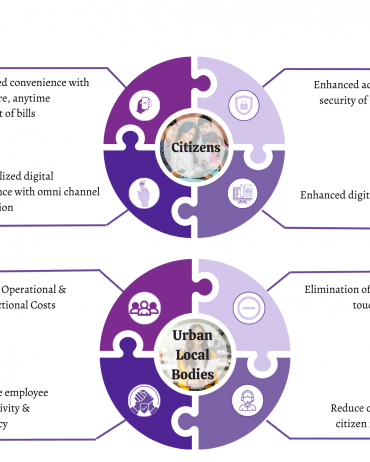 ed convenience with
re, anytime
t of bills
Enhanced ac
security of
Citizens
lized digital
nce with omni channel
ion
Enhanced digit
Operational &
ctional Costs
Elimination of
touc
Urban
Local
Bodies
e employee
ivity &
cy
Reduce c
citizen